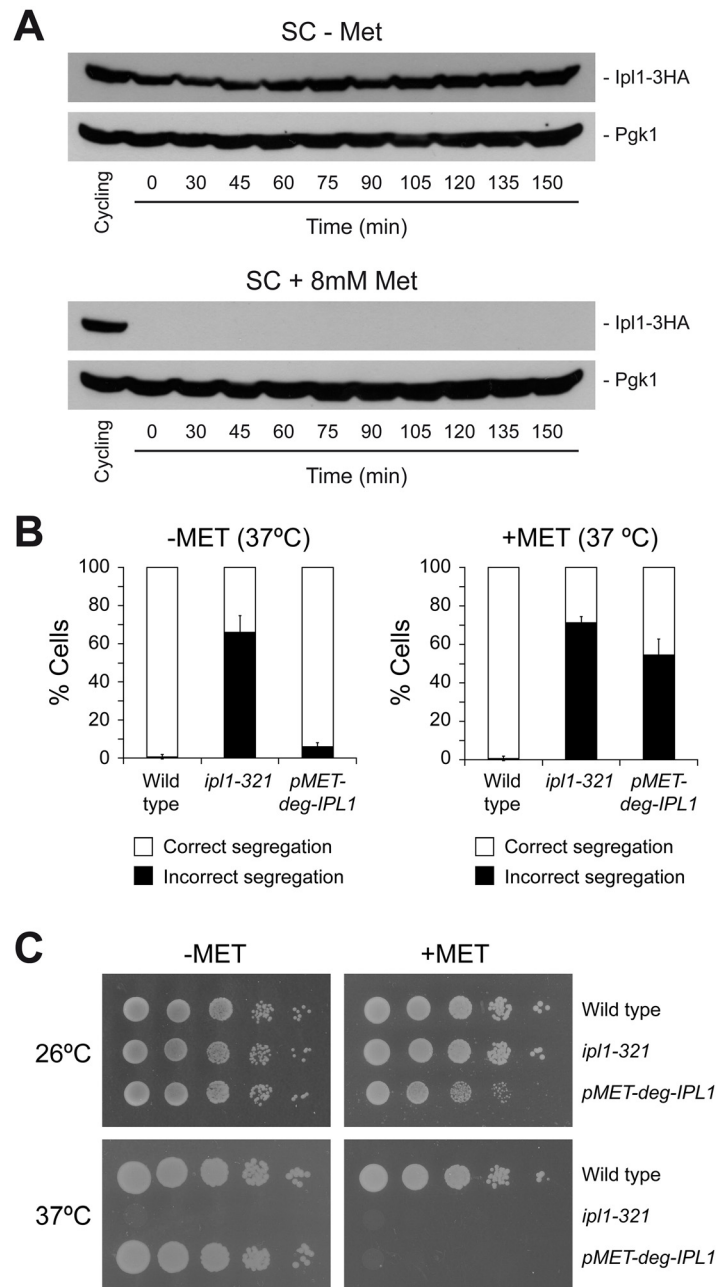 A
SC - Met
- Ipl1-3HA
- Pgk1
Cycling
0 30 45 60 75 90 105 120 135 150
Time (min)
SC + 8mM Met
- Ipl1-3HA
- Pgk1
Cycling
0 30 45 60 75 90 105 120 135 150
Time (min)
B
-MET (37ºC)
% Cells
100
80
60
40
20
0
Wild type
ipl1-321
pMET-deg-IPL1
Correct segregation
Incorrect segregation
+MET (37 ºC)
% Cells
100
80
60
40
20
0
Wild type
ipl1-321
pMET-deg-IPL1
Correct segregation
Incorrect segregation
C
-MET
+MET
26ºC
Wild type
ipl1-321
pMET-deg-IPL1
37ºC
Wild type
ipl1-321
pMET-deg-IPL1